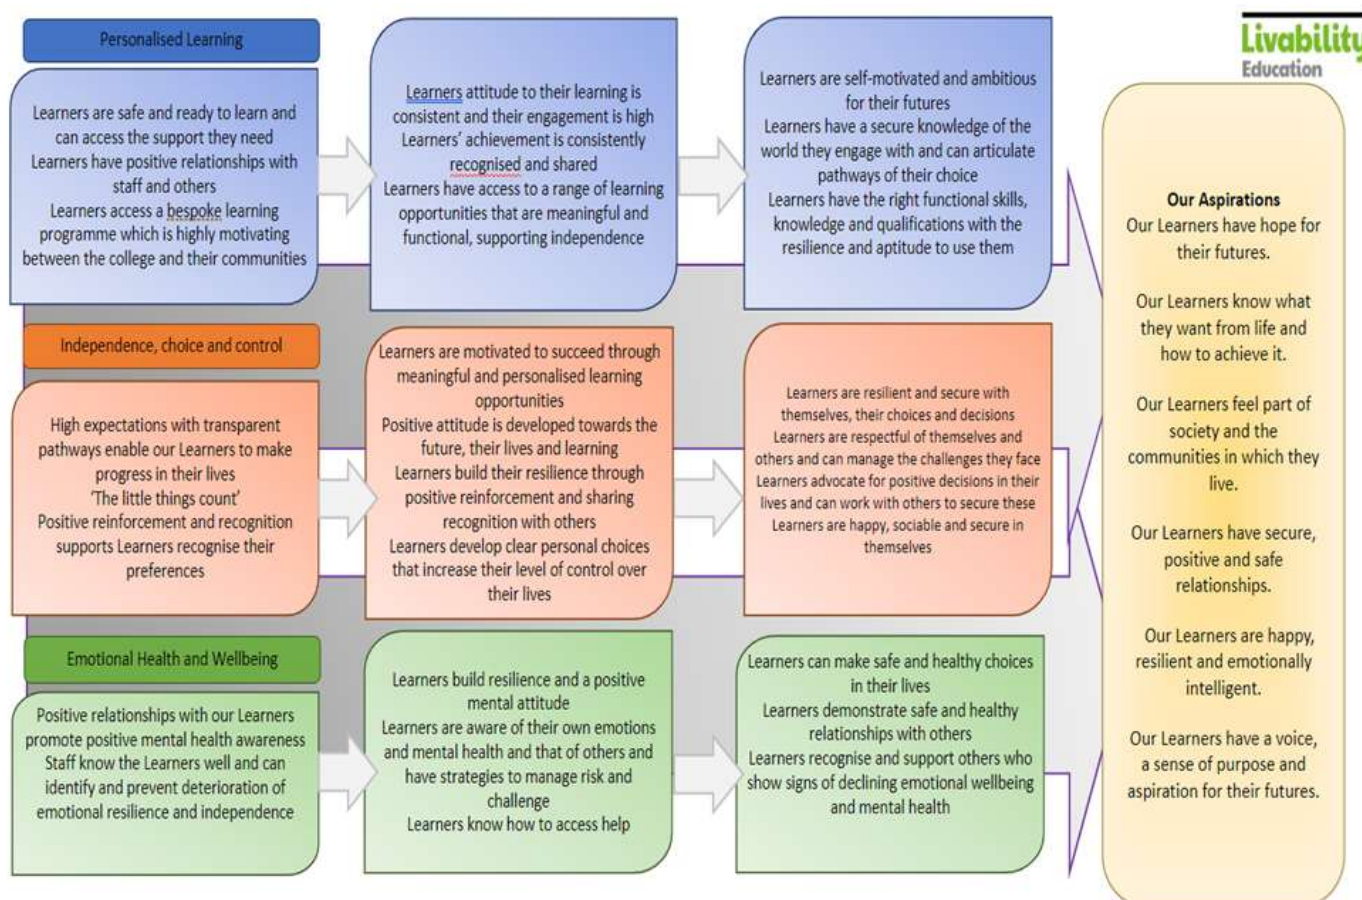 Livability
Education
Personalised Learning
Learners are safe and ready to learn and
can access the support they need
Learners have positive relationships with
staff and others
Learners access a bespoke learning
programme which is highly motivating
between the college and their communities
Learners attitude to their learning is
consistent and their engagement is high
Learners' achievement is consistently
recognised and shared
Learners have access to a range of learning
opportunities that are meaningful and
functional, supporting independence
Learners are self-motivated and ambitious
for their futures
Learners have a secure knowledge of the
world they engage with and can articulate
pathways of their choice
Learners have the right functional skills,
knowledge and qualifications with the
resilience and aptitude to use them
Independence, choice and control
High expectations with transparent
pathways enable our Learners to make
progress in their lives
'The little things count'
Positive reinforcement and recognition
supports Learners recognise their
preferences
Learners are motivated to succeed through
meaningful and personalised learning
opportunities
Positive attitude is developed towards the
future, their lives and learning
Learners build their resilience through
positive reinforcement and sharing
recognition with others
Learners develop clear personal choices
that increase their level of control over
their lives
Learners are resilient and secure with
themselves, their choices and decisions
Learners are respectful of themselves and
others and can manage the challenges they face
Learners advocate for positive decisions in their
lives and can work with others to secure these
Learners are happy, sociable and secure in
themselves
Emotional Health and Wellbeing
Positive relationships with our Learners
promote positive mental health awareness
Staff know the Learners well and can
identify and prevent deterioration of
emotional resilience and independence
Learners build resilience and a positive
mental attitude
Learners are aware of their own emotions
and mental health and that of others and
have strategies to manage risk and
challenge
Learners know how to access help
Learners can make safe and healthy choices
in their lives
Learners demonstrate safe and healthy
relationships with others
Learners recognise and support others who
show signs of declining emotional wellbeing
and mental health
Our Aspirations
Our Learners have hope for
their futures.
Our Learners know what
they want from life and
how to achieve it.
Our Learners feel part of
society and the
communities in which they
live.
Our Learners have secure,
positive and safe
relationships.
Our Learners are happy,
resilient and emotionally
intelligent.
Our Learners have a voice,
a sense of purpose and
aspiration for their futures.